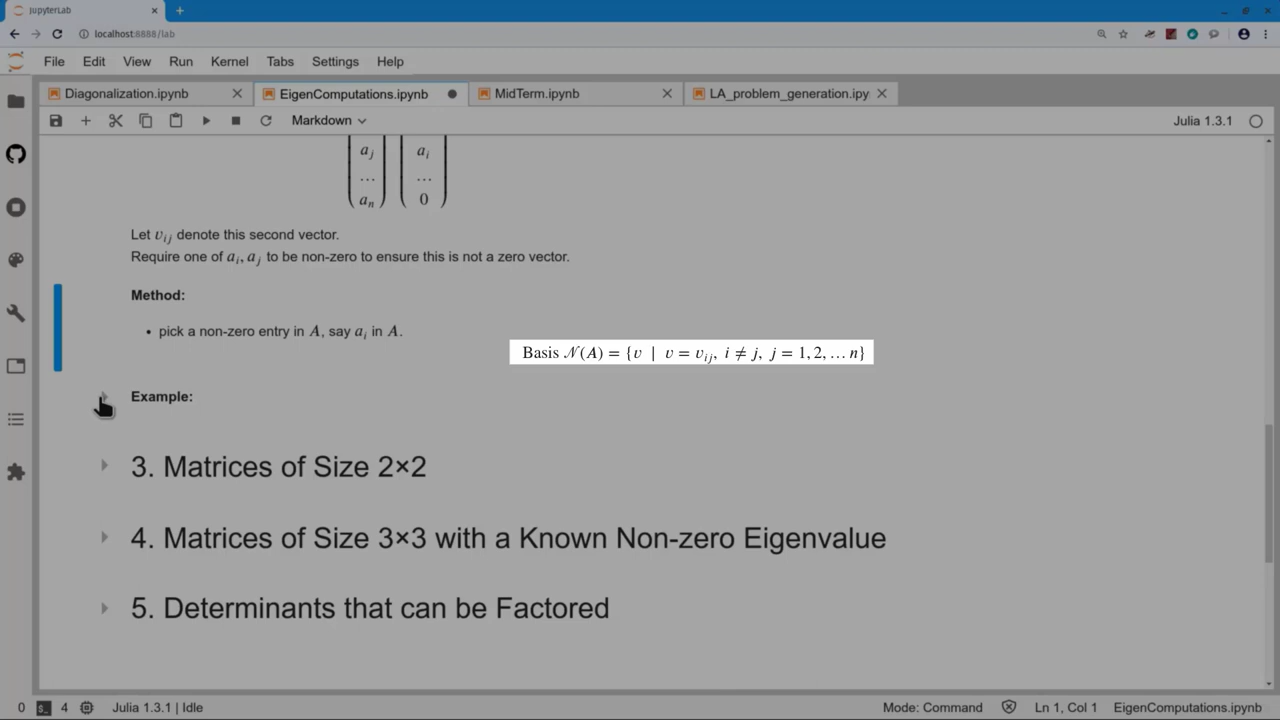 JupyterLab
localhost:8888/lab
File Edit View Run Kernel Tabs Settings Help
Diagonalization.ipynb EigenComputations.ipynb MidTerm.ipynb LA_problem_generation.ipy
Markdown Julia 1.3.1
a_j a_i
… …
a_n 0
Let v_{ij} denote this second vector.
Require one of a_i, a_j to be non-zero to ensure this is not a zero vector.
Method:
• pick a non-zero entry in A, say a_i in A.
Basis 𝒩(A) = {v | v = v_{ij}, i ≠ j, j = 1, 2, … n}
Example:
3. Matrices of Size 2×2
4. Matrices of Size 3×3 with a Known Non-zero Eigenvalue
5. Determinants that can be Factored
0 4 Julia 1.3.1 | Idle Mode: Command Ln 1, Col 1 EigenComputations.ipynb